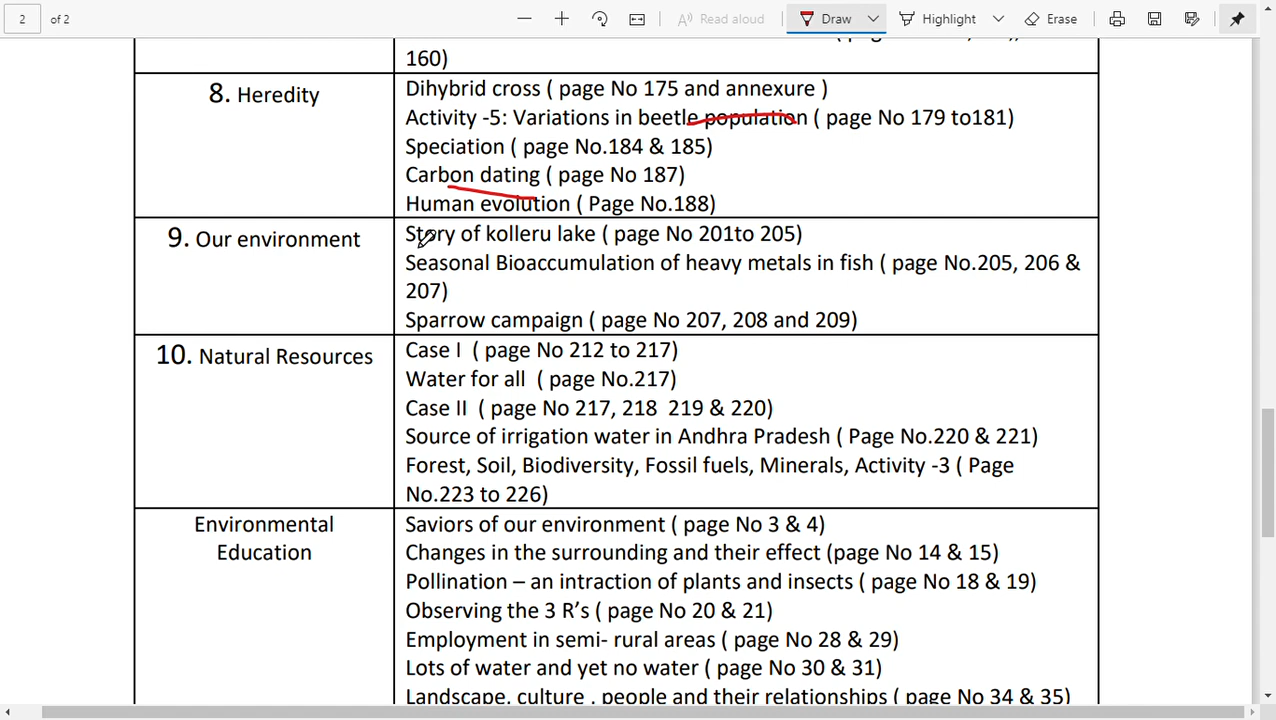 2 of 2 Read aloud Draw Highlight Erase
160)
8. Heredity
Dihybrid cross ( page No 175 and annexure )
Activity -5: Variations in beetle population ( page No 179 to181)
Speciation ( page No.184 & 185)
Carbon dating ( page No 187)
Human evolution ( Page No.188)
9. Our environment
Story of kolleru lake ( page No 201to 205)
Seasonal Bioaccumulation of heavy metals in fish ( page No.205, 206 &
207)
Sparrow campaign ( page No 207, 208 and 209)
10. Natural Resources
Case I ( page No 212 to 217)
Water for all ( page No.217)
Case II ( page No 217, 218 219 & 220)
Source of irrigation water in Andhra Pradesh ( Page No.220 & 221)
Forest, Soil, Biodiversity, Fossil fuels, Minerals, Activity -3 ( Page
No.223 to 226)
Environmental
Education
Saviors of our environment ( page No 3 & 4)
Changes in the surrounding and their effect (page No 14 & 15)
Pollination – an intraction of plants and insects ( page No 18 & 19)
Observing the 3 R’s ( page No 20 & 21)
Employment in semi- rural areas ( page No 28 & 29)
Lots of water and yet no water ( page No 30 & 31)
Landscape, culture , people and their relationships ( page No 34 & 35)